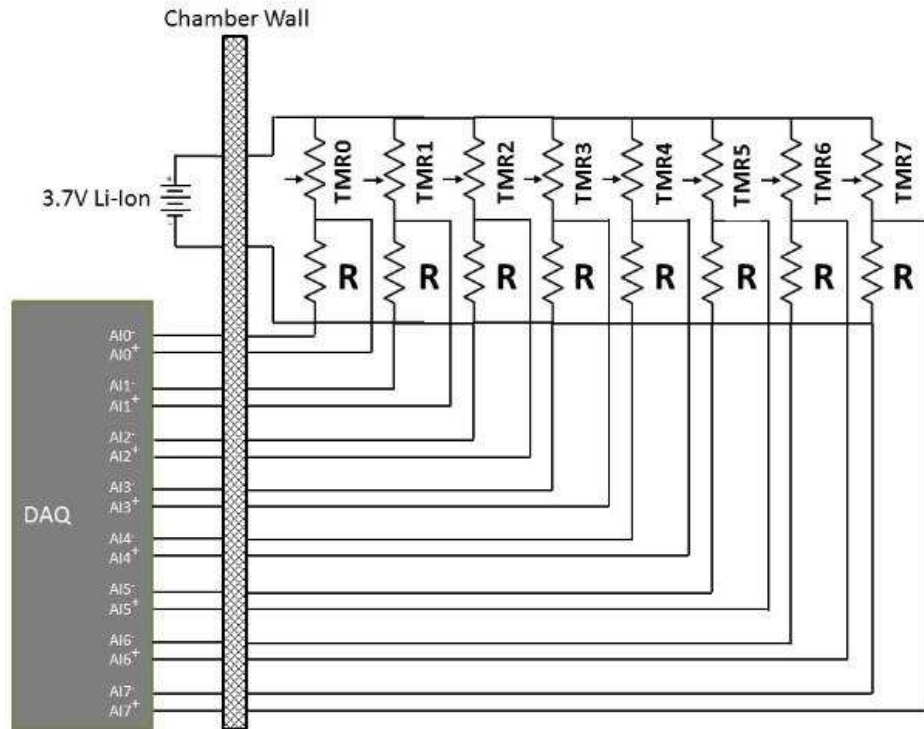 Chamber Wall
TMR0
TMR1
TMR2
TMR3
TMR4
TMR5
TMR6
TMR7
3.7V Li-Ion
+
-
R
R
R
R
R
R
R
R
AI0-
AI0+
AI1-
AI1+
AI2-
AI2+
AI3-
AI3+
DAQ
AI4-
AI4+
AI5-
AI5+
AI6-
AI6+
AI7-
AI7+